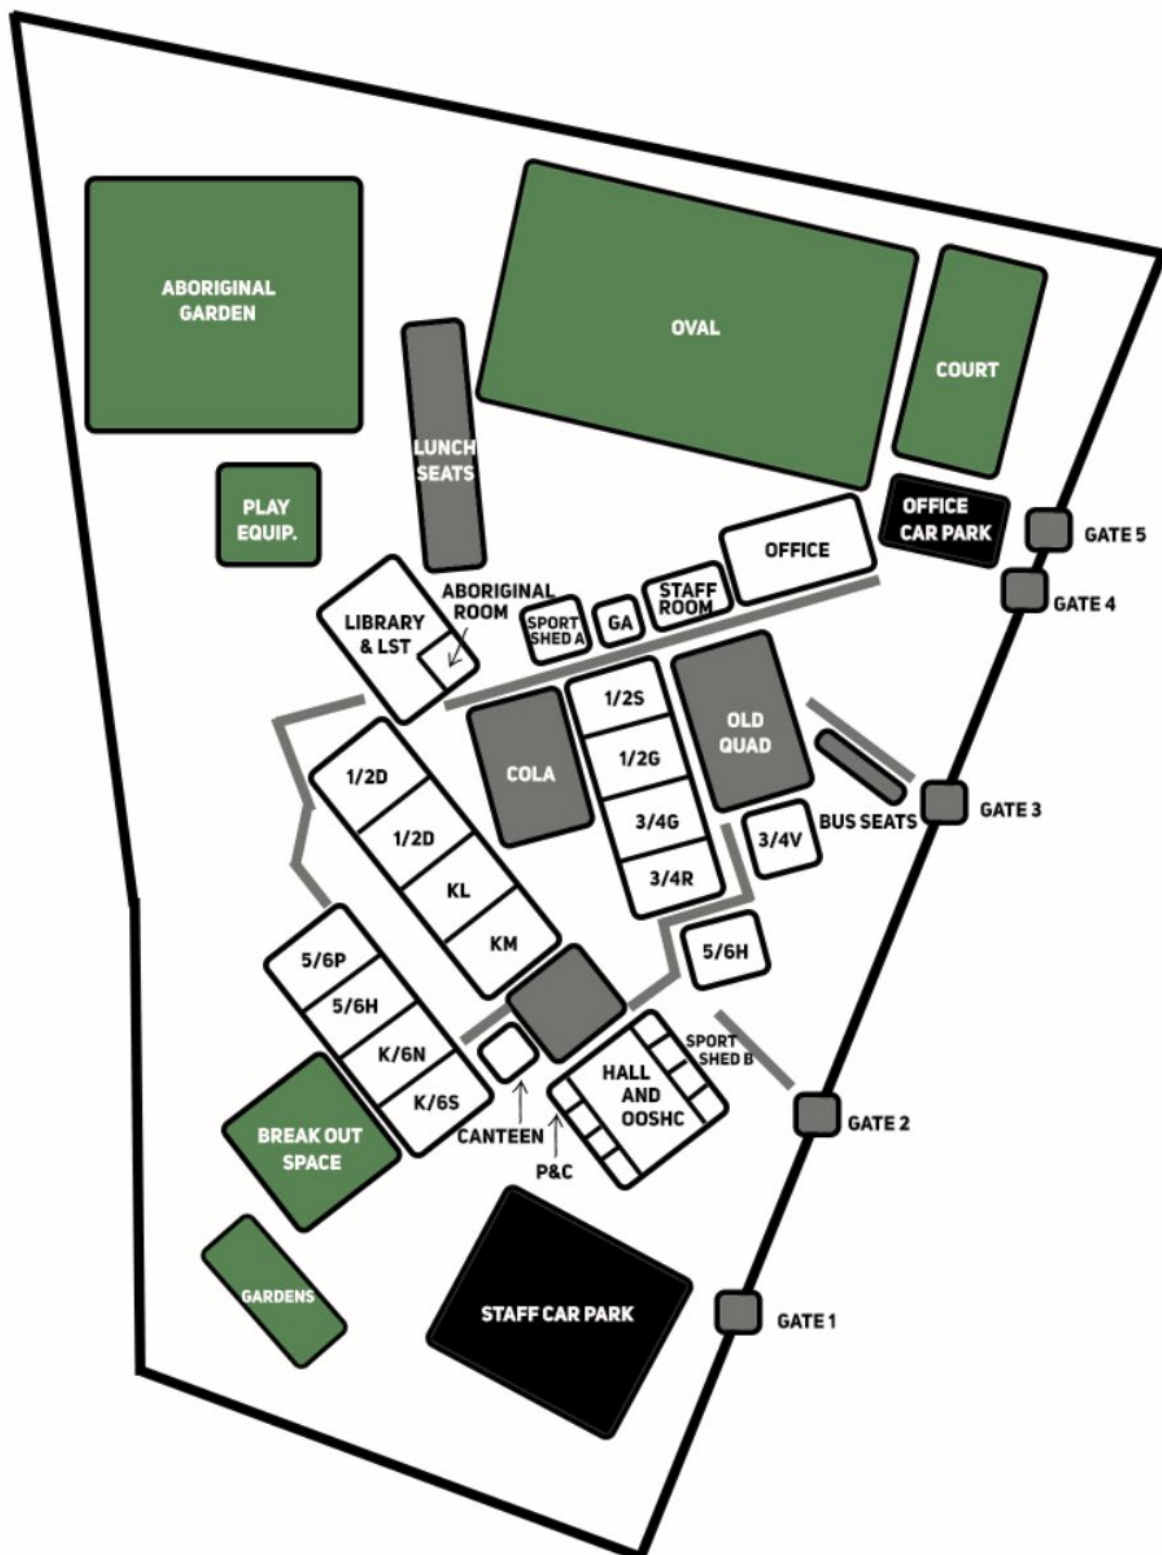 ABORIGINAL
GARDEN
OVAL
COURT
LUNCH
SEATS
PLAY
EQUIP.
OFFICE
CAR PARK
GATE 5
OFFICE
GATE 4
ABORIGINAL
ROOM
STAFF
ROOM
LIBRARY
& LST
SPORT
SHED A
GA
1/2S
OLD
QUAD
1/2G
COLA
1/2D
GATE 3
BUS SEATS
3/4G
3/4V
1/2D
3/4R
KL
KM
5/6H
5/6P
5/6H
K/6N
K/6S
SPORT
SHED B
HALL
AND
OOSHC
GATE 2
CANTEEN
BREAK OUT
SPACE
P&C
GARDENS
STAFF CAR PARK
GATE 1